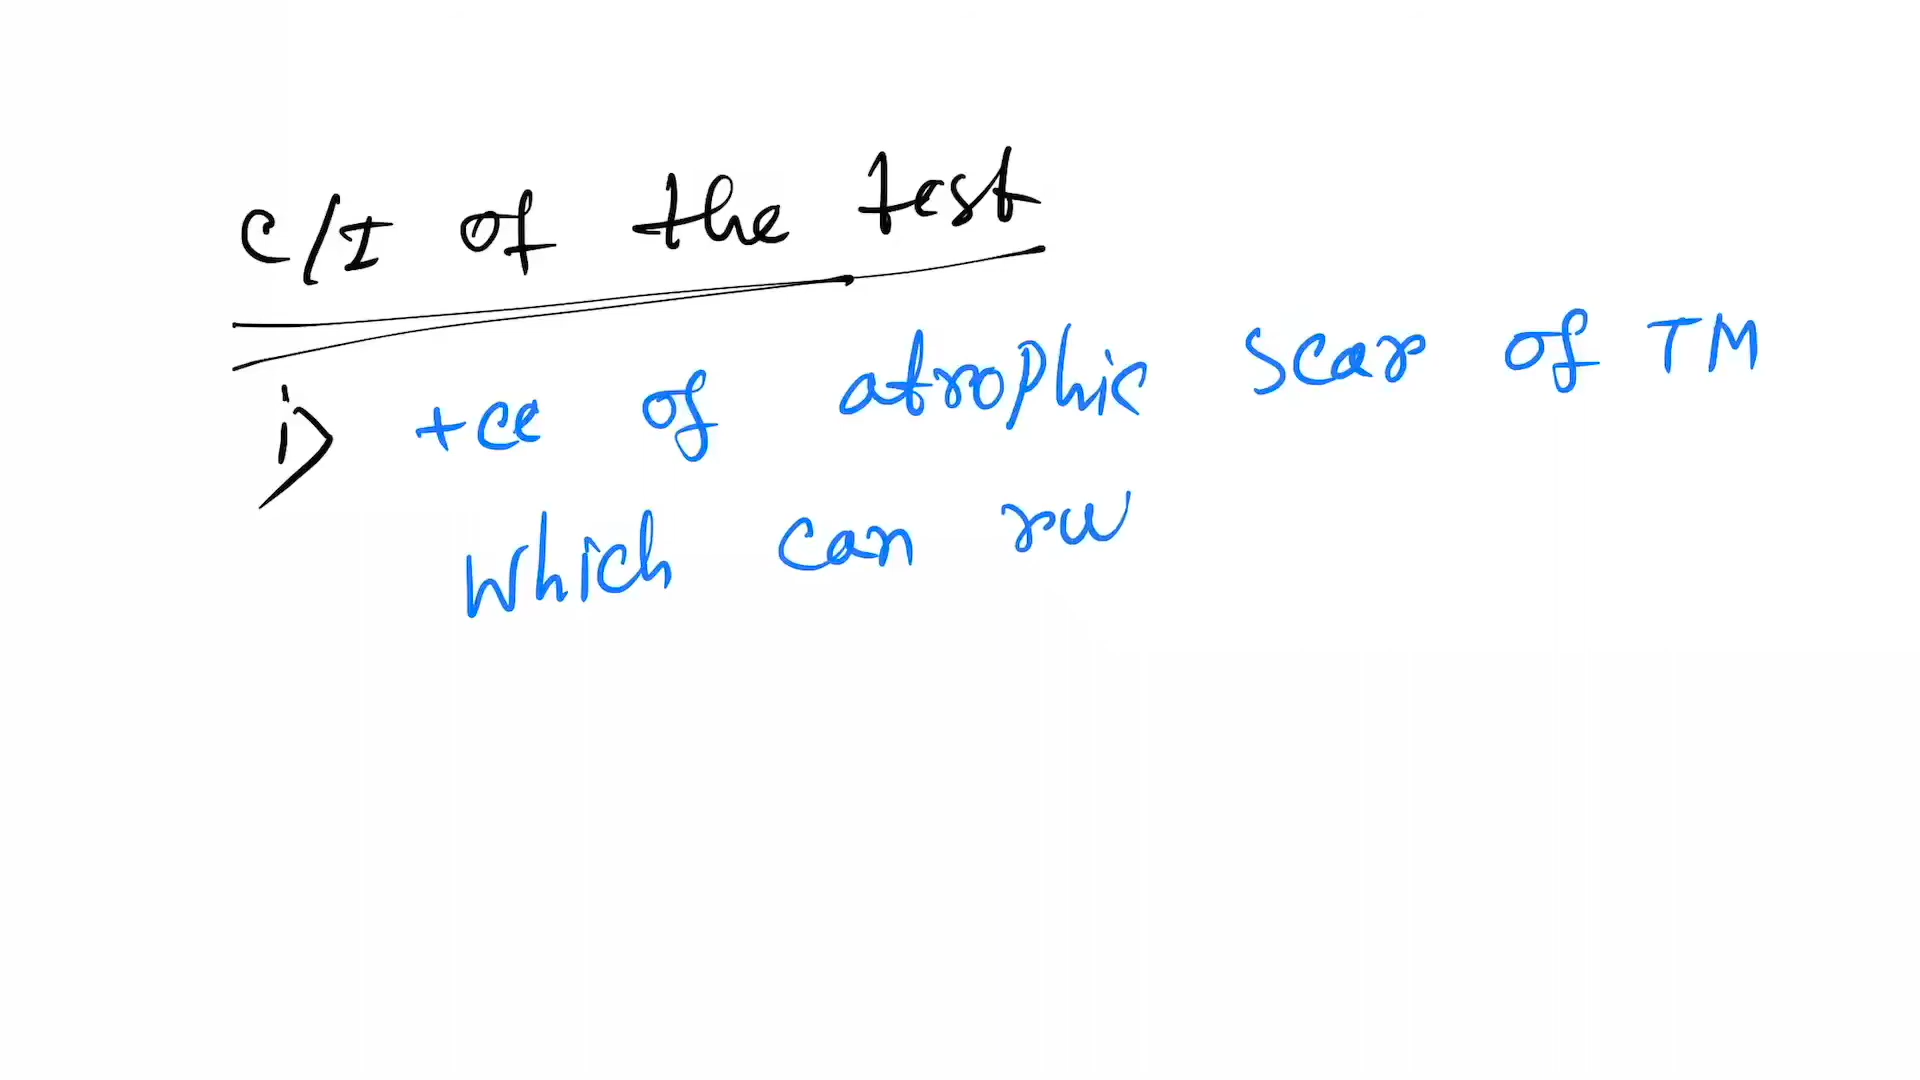 C/I of the test
i) +ce of atrophic scar of TM
which can ru